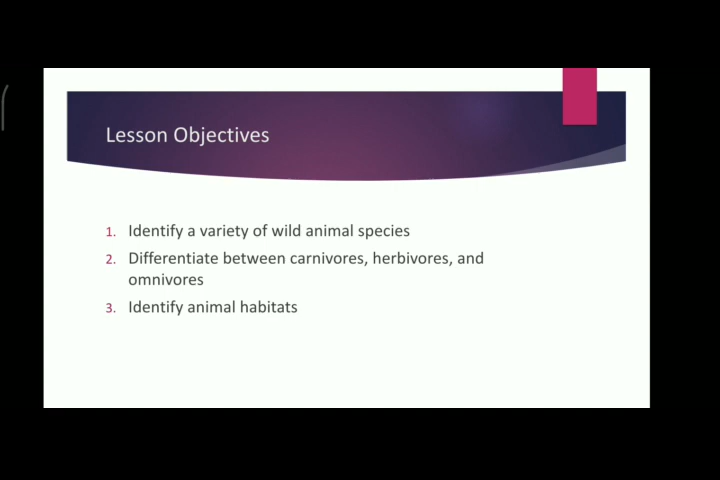 Lesson Objectives
1. Identify a variety of wild animal species
2. Differentiate between carnivores, herbivores, and
omnivores
3. Identify animal habitats